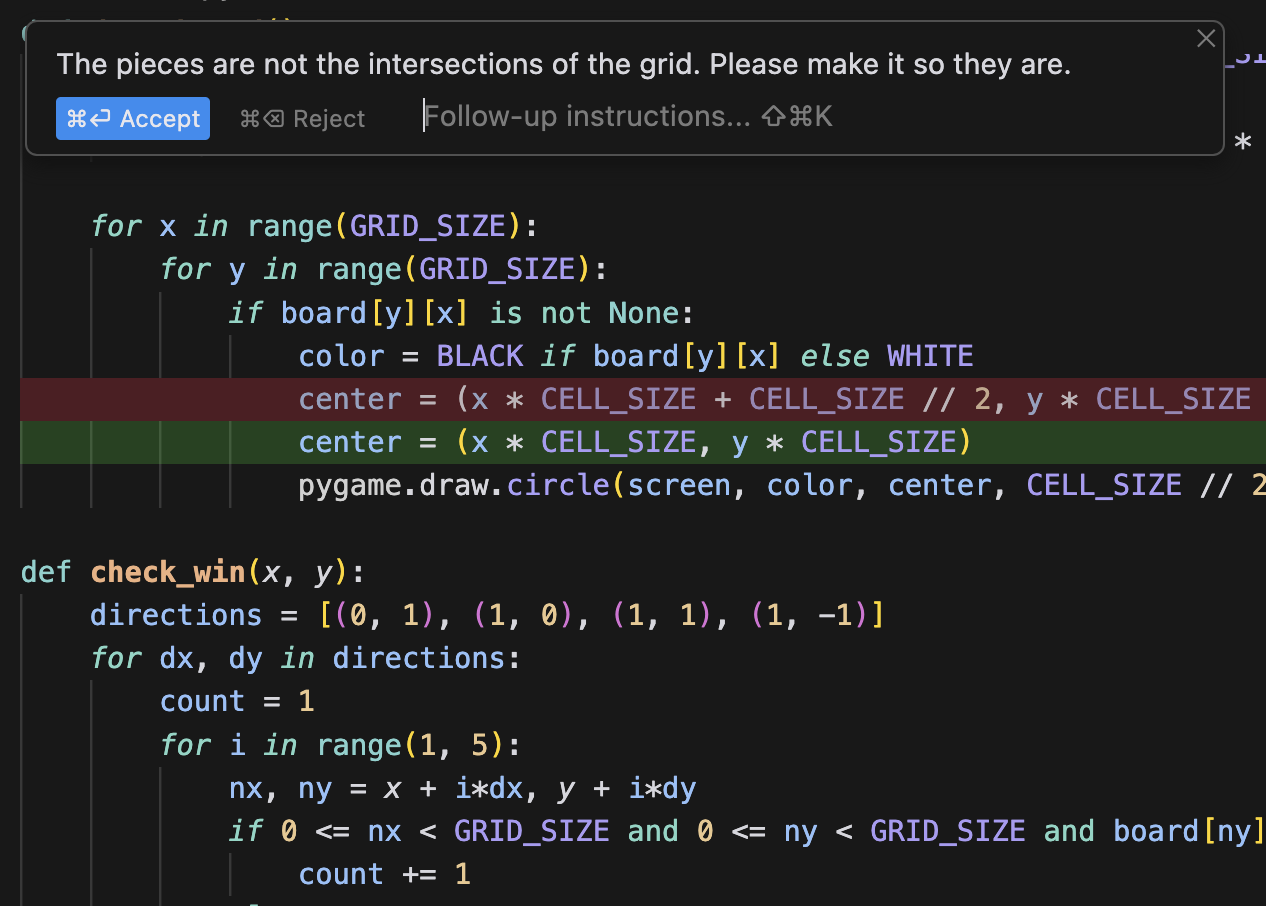 The pieces are not the intersections of the grid. Please make it so they are.
⌘⏎ Accept ⌘⌫ Reject Follow-up instructions... ⇧⌘K
*
for x in range(GRID_SIZE):
for y in range(GRID_SIZE):
if board[y][x] is not None:
color = BLACK if board[y][x] else WHITE
center = (x * CELL_SIZE + CELL_SIZE // 2, y * CELL_SIZE
center = (x * CELL_SIZE, y * CELL_SIZE)
pygame.draw.circle(screen, color, center, CELL_SIZE // 2
def check_win(x, y):
directions = [(0, 1), (1, 0), (1, 1), (1, -1)]
for dx, dy in directions:
count = 1
for i in range(1, 5):
nx, ny = x + i*dx, y + i*dy
if 0 <= nx < GRID_SIZE and 0 <= ny < GRID_SIZE and board[ny]
count += 1